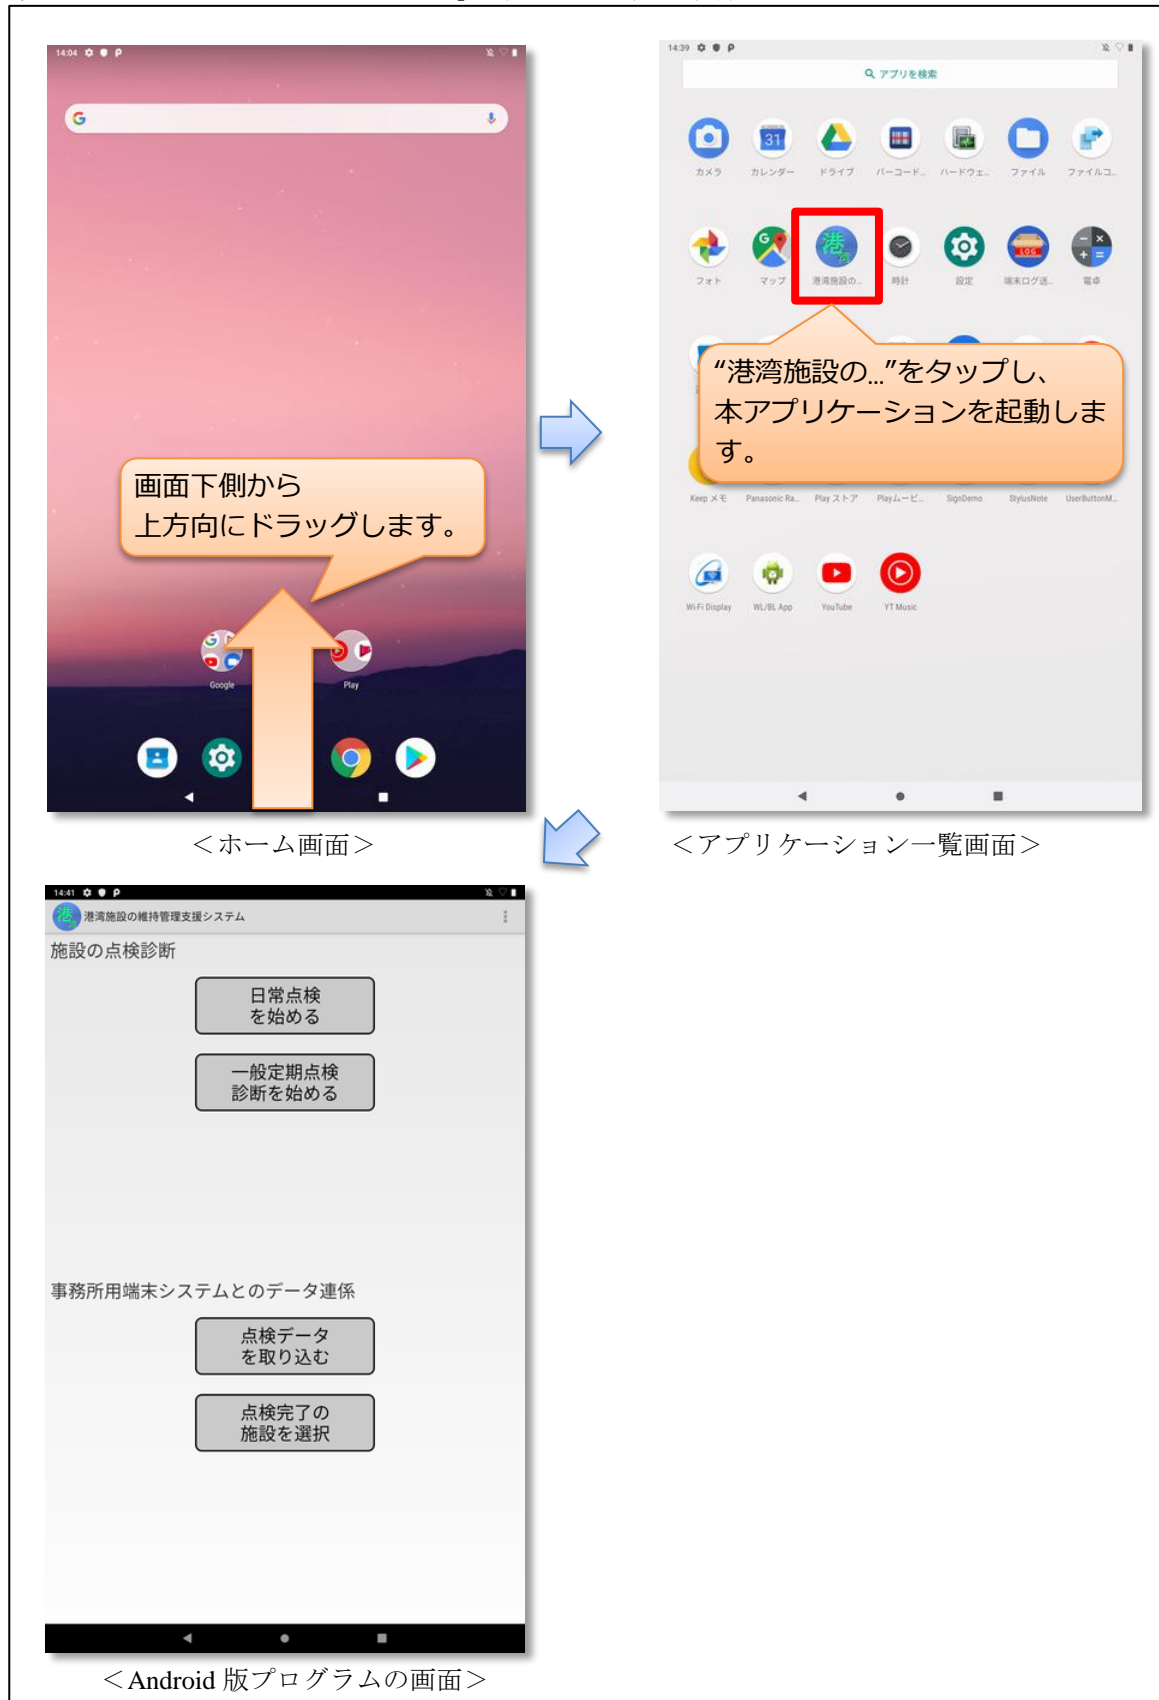 14:04
画面下側から
上方向にドラッグします。
Google
Play
＜ホーム画面＞
14:39
アプリを検索
カメラ
31
カレンダー
ドライブ
バーコード...
ハードウェ...
ファイル
ファイルコ...
フォト
マップ
港湾
港湾施設の...
時計
設定
LOG
端末ログ送...
電卓
“港湾施設の…”をタップし、
本アプリケーションを起動しま
す。
Keep メモ
Panasonic Ra...
Play ストア
Playムービ...
SignDemo
StylusNote
UserButtonM...
Wi-Fi Display
WL/BL App
YouTube
YT Music
＜アプリケーション一覧画面＞
14:41
港湾施設の維持管理支援システム
施設の点検診断
日常点検
を始める
一般定期点検
診断を始める
事務所用端末システムとのデータ連係
点検データ
を取り込む
点検完了の
施設を選択
＜Android 版プログラムの画面＞